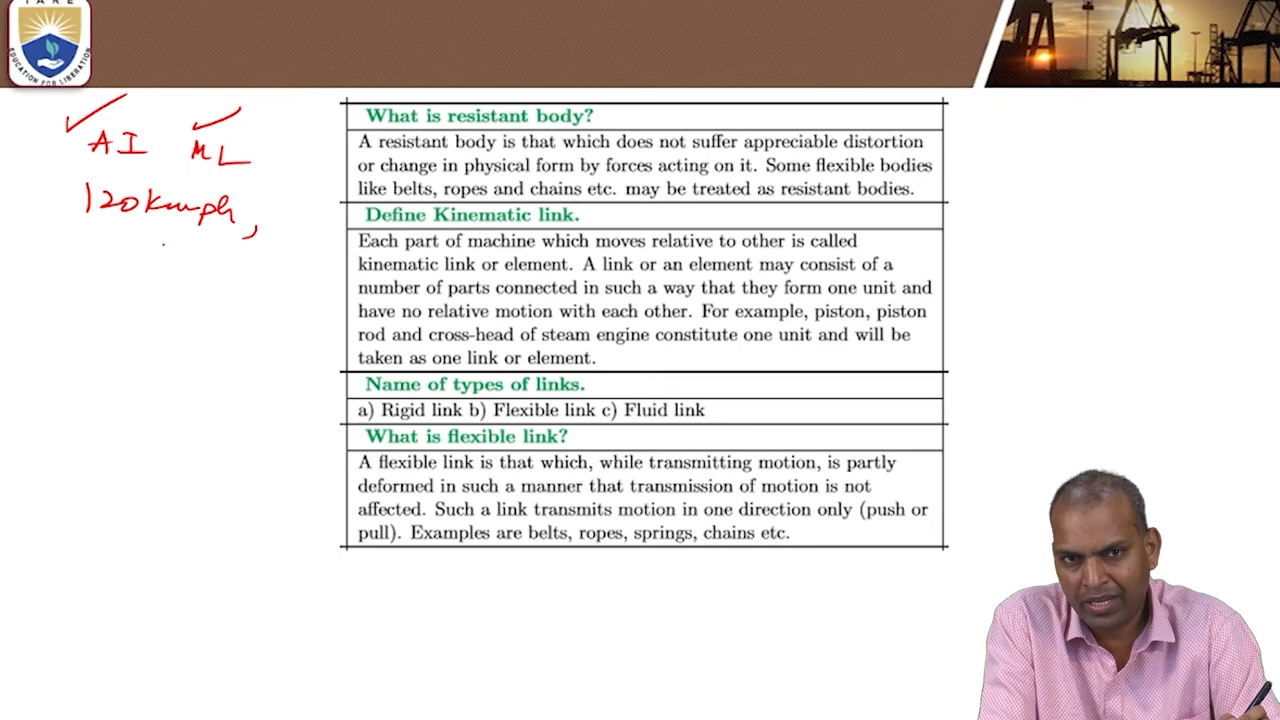 IARE
EDUCATION FOR LIBERATION
AI ML
120kmph,
What is resistant body?
A resistant body is that which does not suffer appreciable distortion
or change in physical form by forces acting on it. Some flexible bodies
like belts, ropes and chains etc. may be treated as resistant bodies.
Define Kinematic link.
Each part of machine which moves relative to other is called
kinematic link or element. A link or an element may consist of a
number of parts connected in such a way that they form one unit and
have no relative motion with each other. For example, piston, piston
rod and cross-head of steam engine constitute one unit and will be
taken as one link or element.
Name of types of links.
a) Rigid link b) Flexible link c) Fluid link
What is flexible link?
A flexible link is that which, while transmitting motion, is partly
deformed in such a manner that transmission of motion is not
affected. Such a link transmits motion in one direction only (push or
pull). Examples are belts, ropes, springs, chains etc.